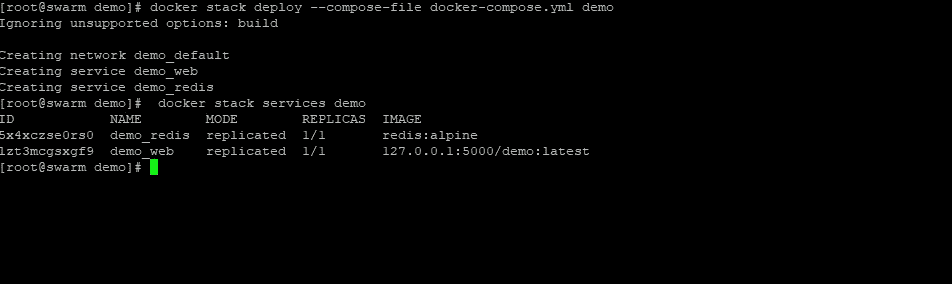 [root@swarm demo]# docker stack deploy --compose-file docker-compose.yml demo
Ignoring unsupported options: build
Creating network demo_default
Creating service demo_web
Creating service demo_redis
[root@swarm demo]#  docker stack services demo
ID            NAME        MODE        REPLICAS  IMAGE
5x4xczse0rs0  demo_redis  replicated  1/1       redis:alpine
lzt3mcgsxgf9  demo_web    replicated  1/1       127.0.0.1:5000/demo:latest
[root@swarm demo]#